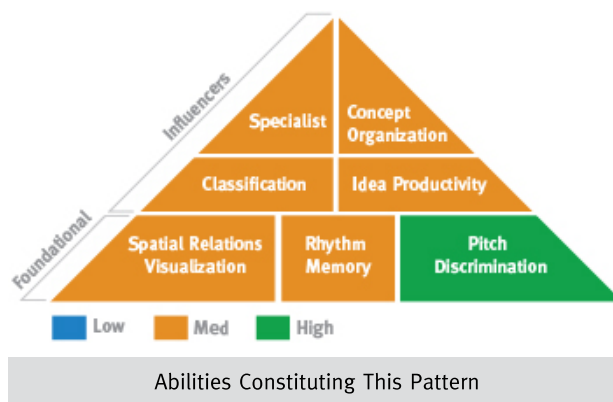 Influencers
Foundational
Specialist
Concept
Organization
Classification
Idea Productivity
Spatial Relations
Visualization
Rhythm
Memory
Pitch
Discrimination
Low
Med
High
Abilities Constituting This Pattern